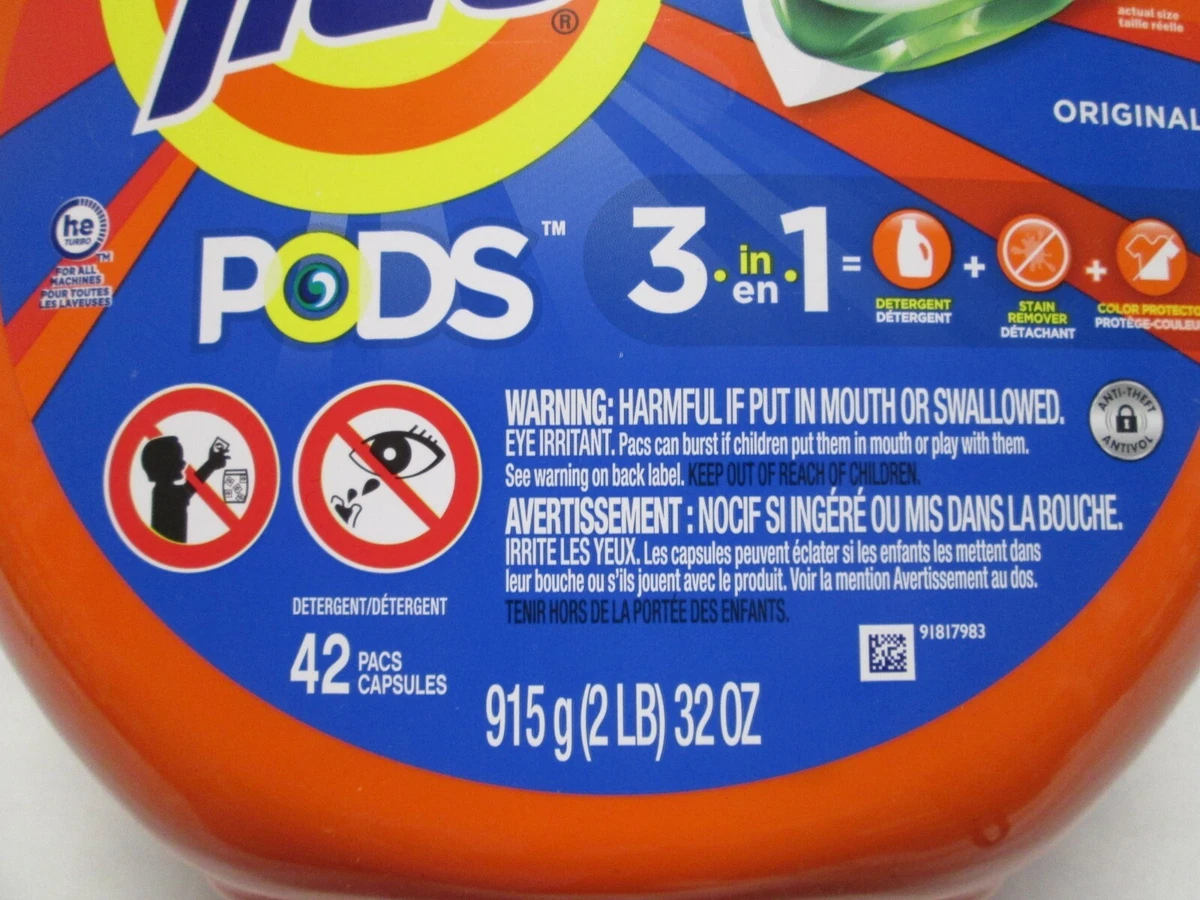 ®
actual size
taille réelle
ORIGINAL
he
TURBO
TM
FOR ALL
MACHINES
POUR TOUTES
LES LAVEUSES
PODS™
3 in 1 =
en
DETERGENT
DÉTERGENT
+
STAIN
REMOVER
DÉTACHANT
+
COLOR PROTECTO
PROTÈGE-COULEU
WARNING: HARMFUL IF PUT IN MOUTH OR SWALLOWED.
EYE IRRITANT. Pacs can burst if children put them in mouth or play with them.
See warning on back label. KEEP OUT OF REACH OF CHILDREN.
ANTI-THEFT
ANTIVOL
AVERTISSEMENT : NOCIF SI INGÉRÉ OU MIS DANS LA BOUCHE.
IRRITE LES YEUX. Les capsules peuvent éclater si les enfants les mettent dans
leur bouche ou s'ils jouent avec le produit. Voir la mention Avertissement au dos.
TENIR HORS DE LA PORTÉE DES ENFANTS.
DETERGENT/DÉTERGENT
42 PACS
CAPSULES
915 g (2 LB) 32 OZ
91817983